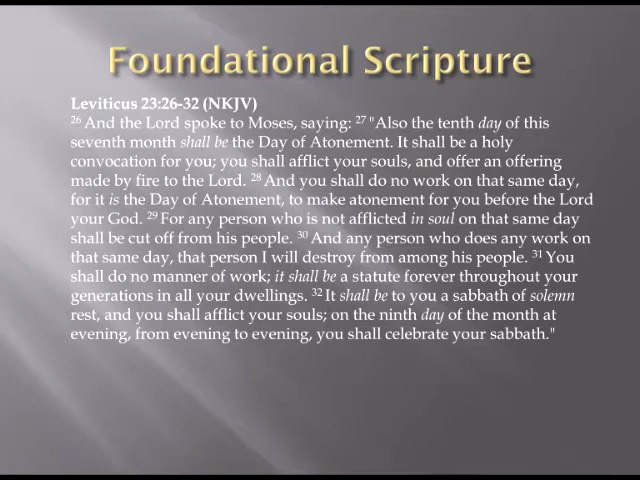 Foundational Scripture
Leviticus 23:26-32 (NKJV)
26 And the Lord spoke to Moses, saying: 27 "Also the tenth day of this
seventh month shall be the Day of Atonement. It shall be a holy
convocation for you; you shall afflict your souls, and offer an offering
made by fire to the Lord. 28 And you shall do no work on that same day,
for it is the Day of Atonement, to make atonement for you before the Lord
your God. 29 For any person who is not afflicted in soul on that same day
shall be cut off from his people. 30 And any person who does any work on
that same day, that person I will destroy from among his people. 31 You
shall do no manner of work; it shall be a statute forever throughout your
generations in all your dwellings. 32 It shall be to you a sabbath of solemn
rest, and you shall afflict your souls; on the ninth day of the month at
evening, from evening to evening, you shall celebrate your sabbath."